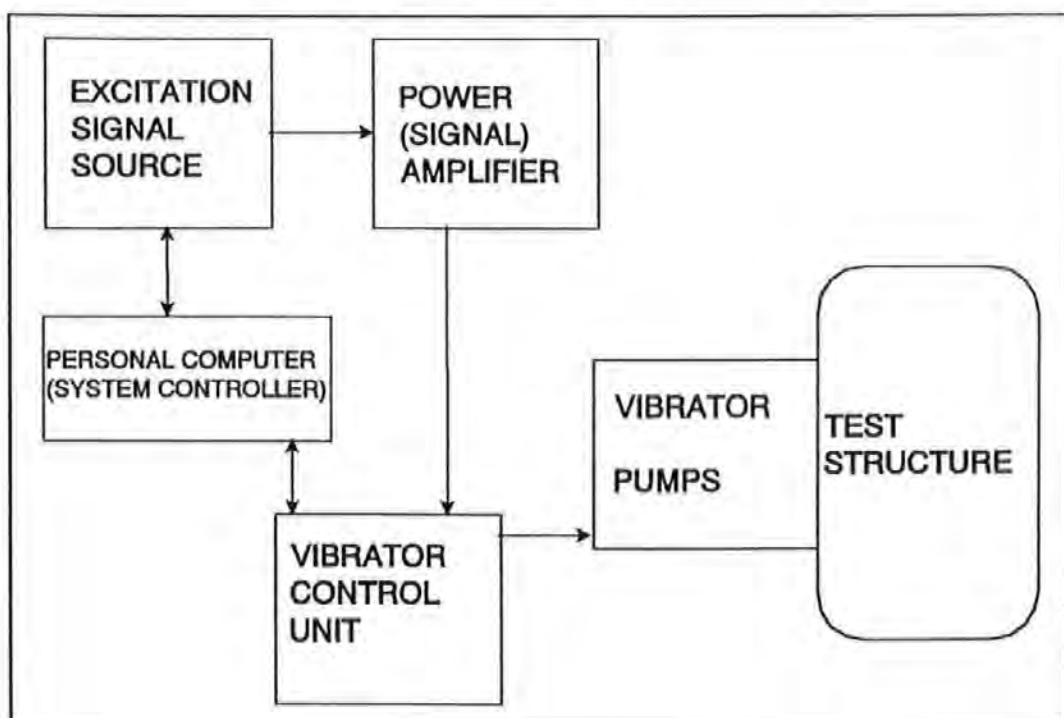 EXCITATION
SIGNAL
SOURCE
POWER
(SIGNAL)
AMPLIFIER
PERSONAL COMPUTER
(SYSTEM CONTROLLER)
VIBRATOR
PUMPS
TEST
STRUCTURE
VIBRATOR
CONTROL
UNIT